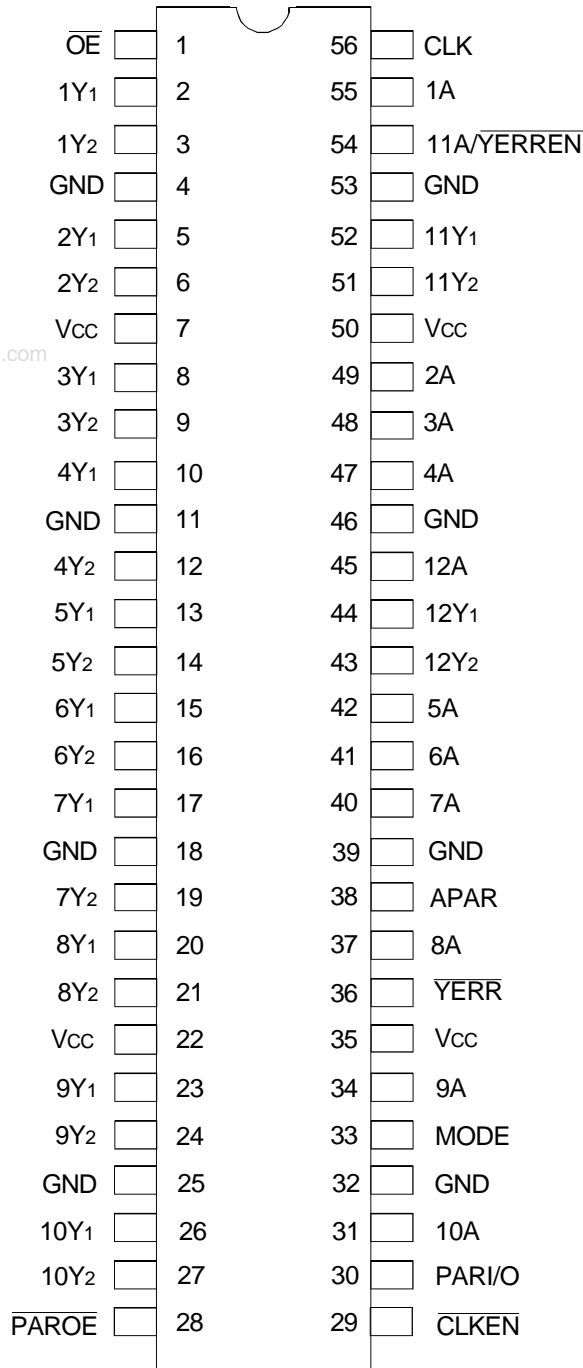 O̅E̅ 1 56 CLK
1Y1 2 55 1A
1Y2 3 54 11A/Y̅E̅R̅R̅E̅N̅
GND 4 53 GND
2Y1 5 52 11Y1
2Y2 6 51 11Y2
VCC 7 50 VCC
.com
3Y1 8 49 2A
3Y2 9 48 3A
4Y1 10 47 4A
GND 11 46 GND
4Y2 12 45 12A
5Y1 13 44 12Y1
5Y2 14 43 12Y2
6Y1 15 42 5A
6Y2 16 41 6A
7Y1 17 40 7A
GND 18 39 GND
7Y2 19 38 APAR
8Y1 20 37 8A
8Y2 21 36 Y̅E̅R̅R̅
VCC 22 35 VCC
9Y1 23 34 9A
9Y2 24 33 MODE
GND 25 32 GND
10Y1 26 31 10A
10Y2 27 30 PARI/O
P̅A̅R̅O̅E̅ 28 29 C̅L̅K̅E̅N̅